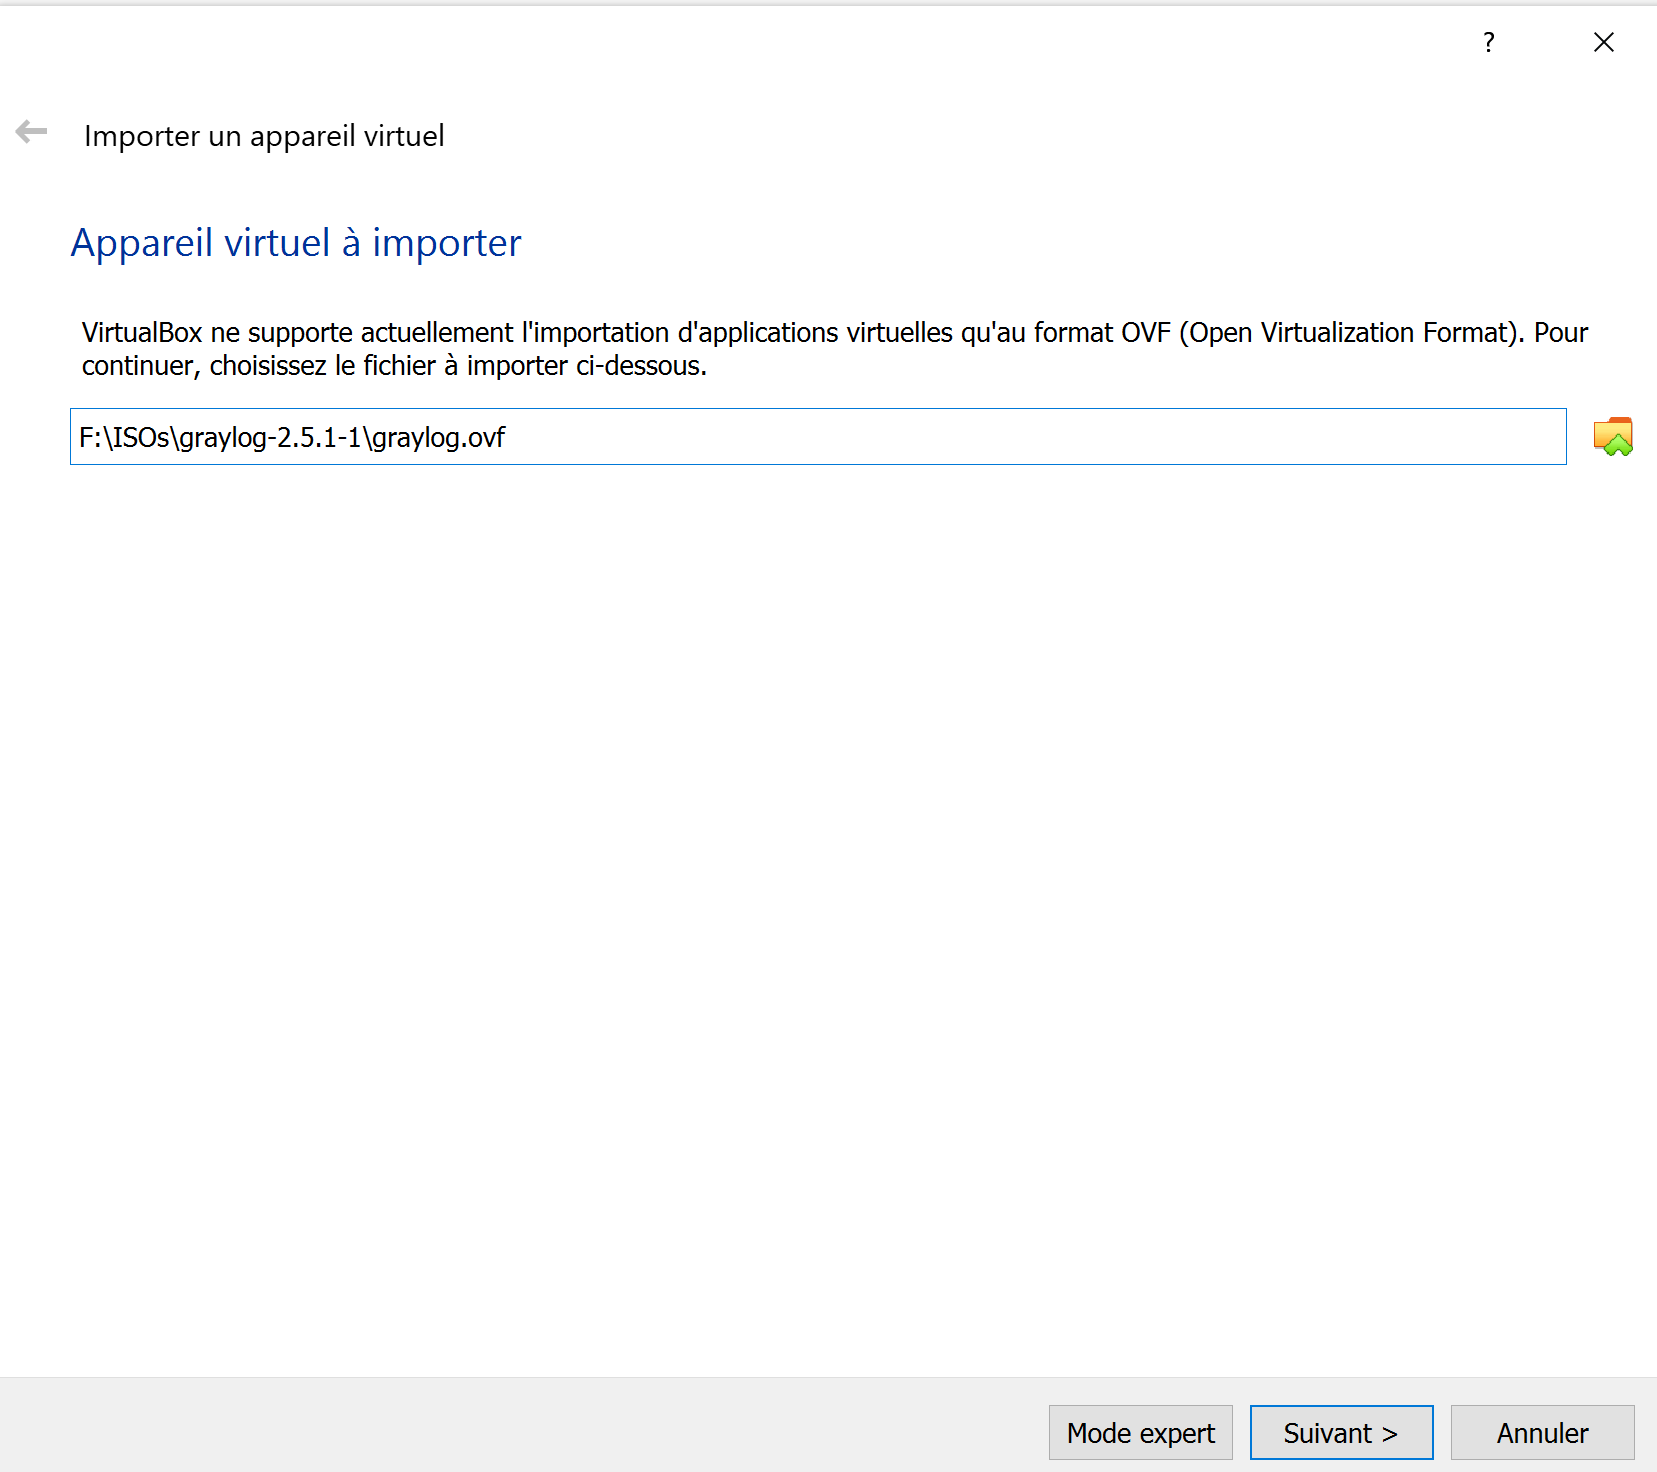 ?
Importer un appareil virtuel
Appareil virtuel à importer
VirtualBox ne supporte actuellement l'importation d'applications virtuelles qu'au format OVF (Open Virtualization Format). Pour
continuer, choisissez le fichier à importer ci-dessous.
F:\ISOs\graylog-2.5.1-1\graylog.ovf
Mode expert Suivant > Annuler